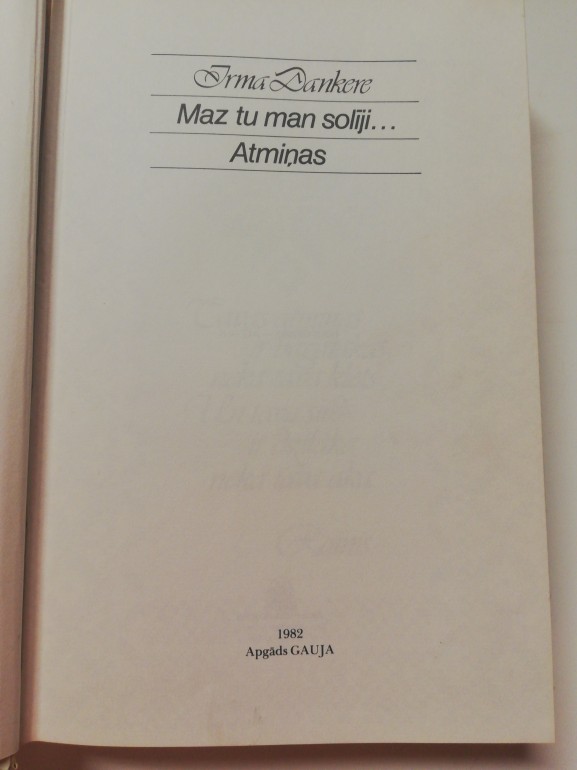 Irma Dankere
Maz tu man solīji...
Atmiņas
1982
Apgāds GAUJA